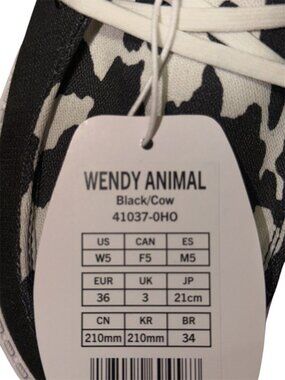 WENDY ANIMAL
Black/Cow
41037-0HO
US CAN ES
W5 F5 M5
EUR UK JP
36 3 21cm
CN KR BR
210mm 210mm 34